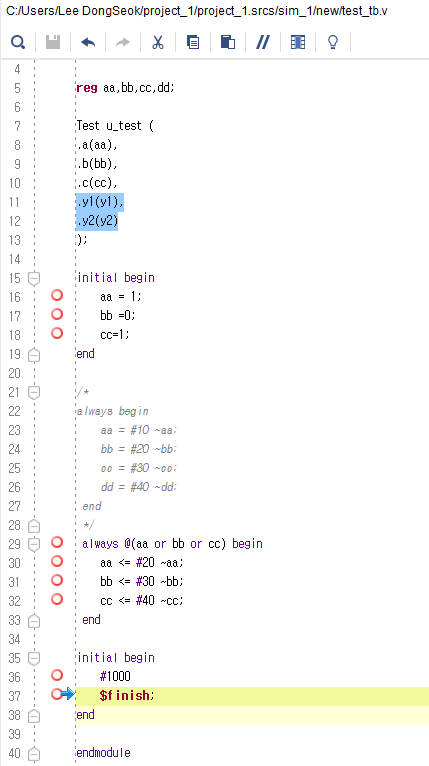 C:/Users/Lee DongSeok/project_1/project_1.srcs/sim_1/new/test_tb.v
4
5 reg aa,bb,cc,dd;
6
7 Test u_test (
8 .a(aa),
9 .b(bb),
10 .c(cc),
11 .y1(y1),
12 .y2(y2)
13 );
14
15 initial begin
16 aa = 1;
17 bb =0;
18 cc=1;
19 end
20
21 /*
22 always begin
23 aa = #10 ~aa;
24 bb = #20 ~bb;
25 cc = #30 ~cc;
26 dd = #40 ~dd;
27 end
28 */
29 always @(aa or bb or cc) begin
30 aa <= #20 ~aa;
31 bb <= #30 ~bb;
32 cc <= #40 ~cc;
33 end
34
35 initial begin
36 #1000
37 $finish;
38 end
39
40 endmodule